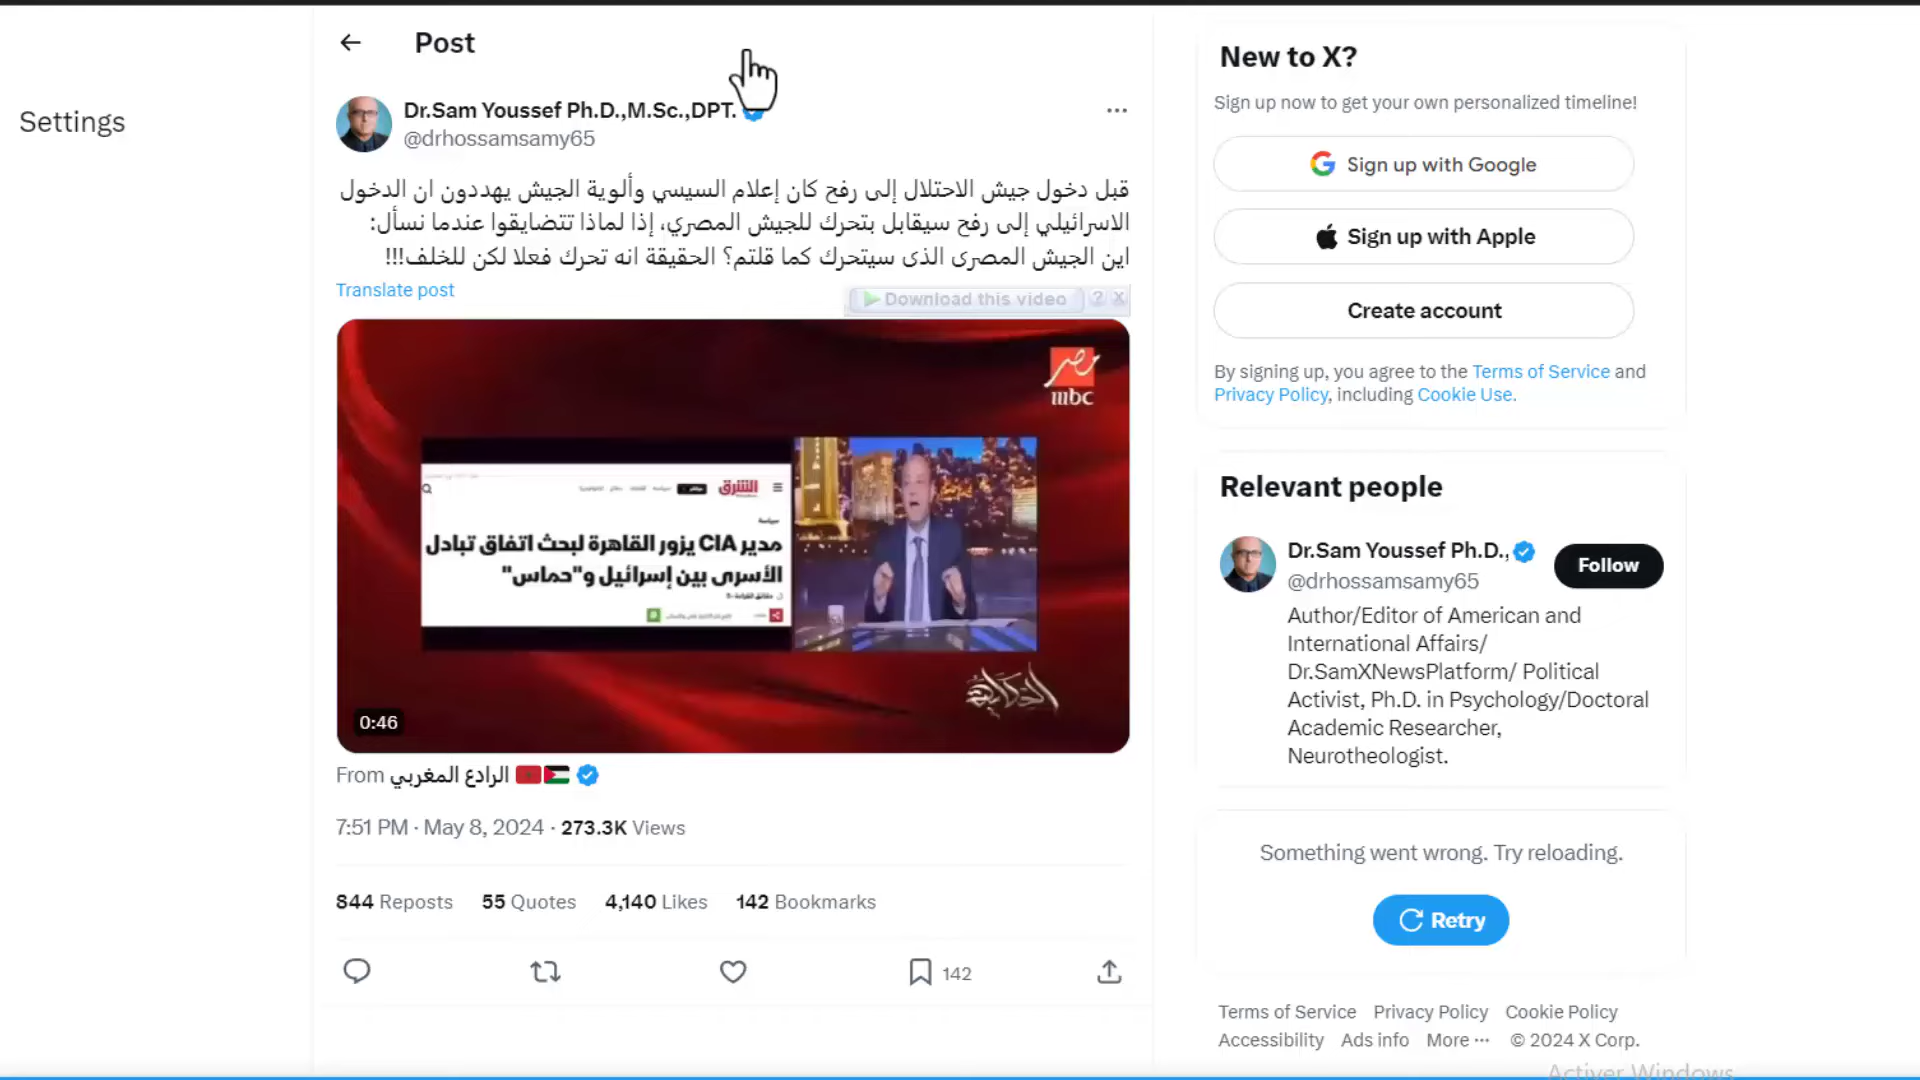 Post
Settings
Dr.Sam Youssef Ph.D.,M.Sc.,DPT.
@drhossamsamy65
قبل دخول جيش الاحتلال إلى رفح كان إعلام السيسي وألوية الجيش يهددون ان الدخول
الاسرائيلي إلى رفح سيقابل بتحرك للجيش المصري، إذا لماذا تتضايقوا عندما نسأل:
اين الجيش المصرى الذى سيتحرك كما قلتم؟ الحقيقة انه تحرك فعلا لكن للخلف!!!
Translate post
Download this video ? X
مصر
mbc
الشرق
سياسة
مدير CIA يزور القاهرة لبحث اتفاق تبادل
الأسرى بين إسرائيل و"حماس"
الحكاية
0:46
From الرادع المغربي
7:51 PM · May 8, 2024 · 273.3K Views
844 Reposts 55 Quotes 4,140 Likes 142 Bookmarks
142
New to X?
Sign up now to get your own personalized timeline!
Sign up with Google
Sign up with Apple
Create account
By signing up, you agree to the Terms of Service and
Privacy Policy, including Cookie Use.
Relevant people
Dr.Sam Youssef Ph.D.,
@drhossamsamy65
Follow
Author/Editor of American and
International Affairs/
Dr.SamXNewsPlatform/ Political
Activist, Ph.D. in Psychology/Doctoral
Academic Researcher,
Neurotheologist.
Something went wrong. Try reloading.
Retry
Terms of Service Privacy Policy Cookie Policy
Accessibility Ads info More ··· © 2024 X Corp.
Activer Windows